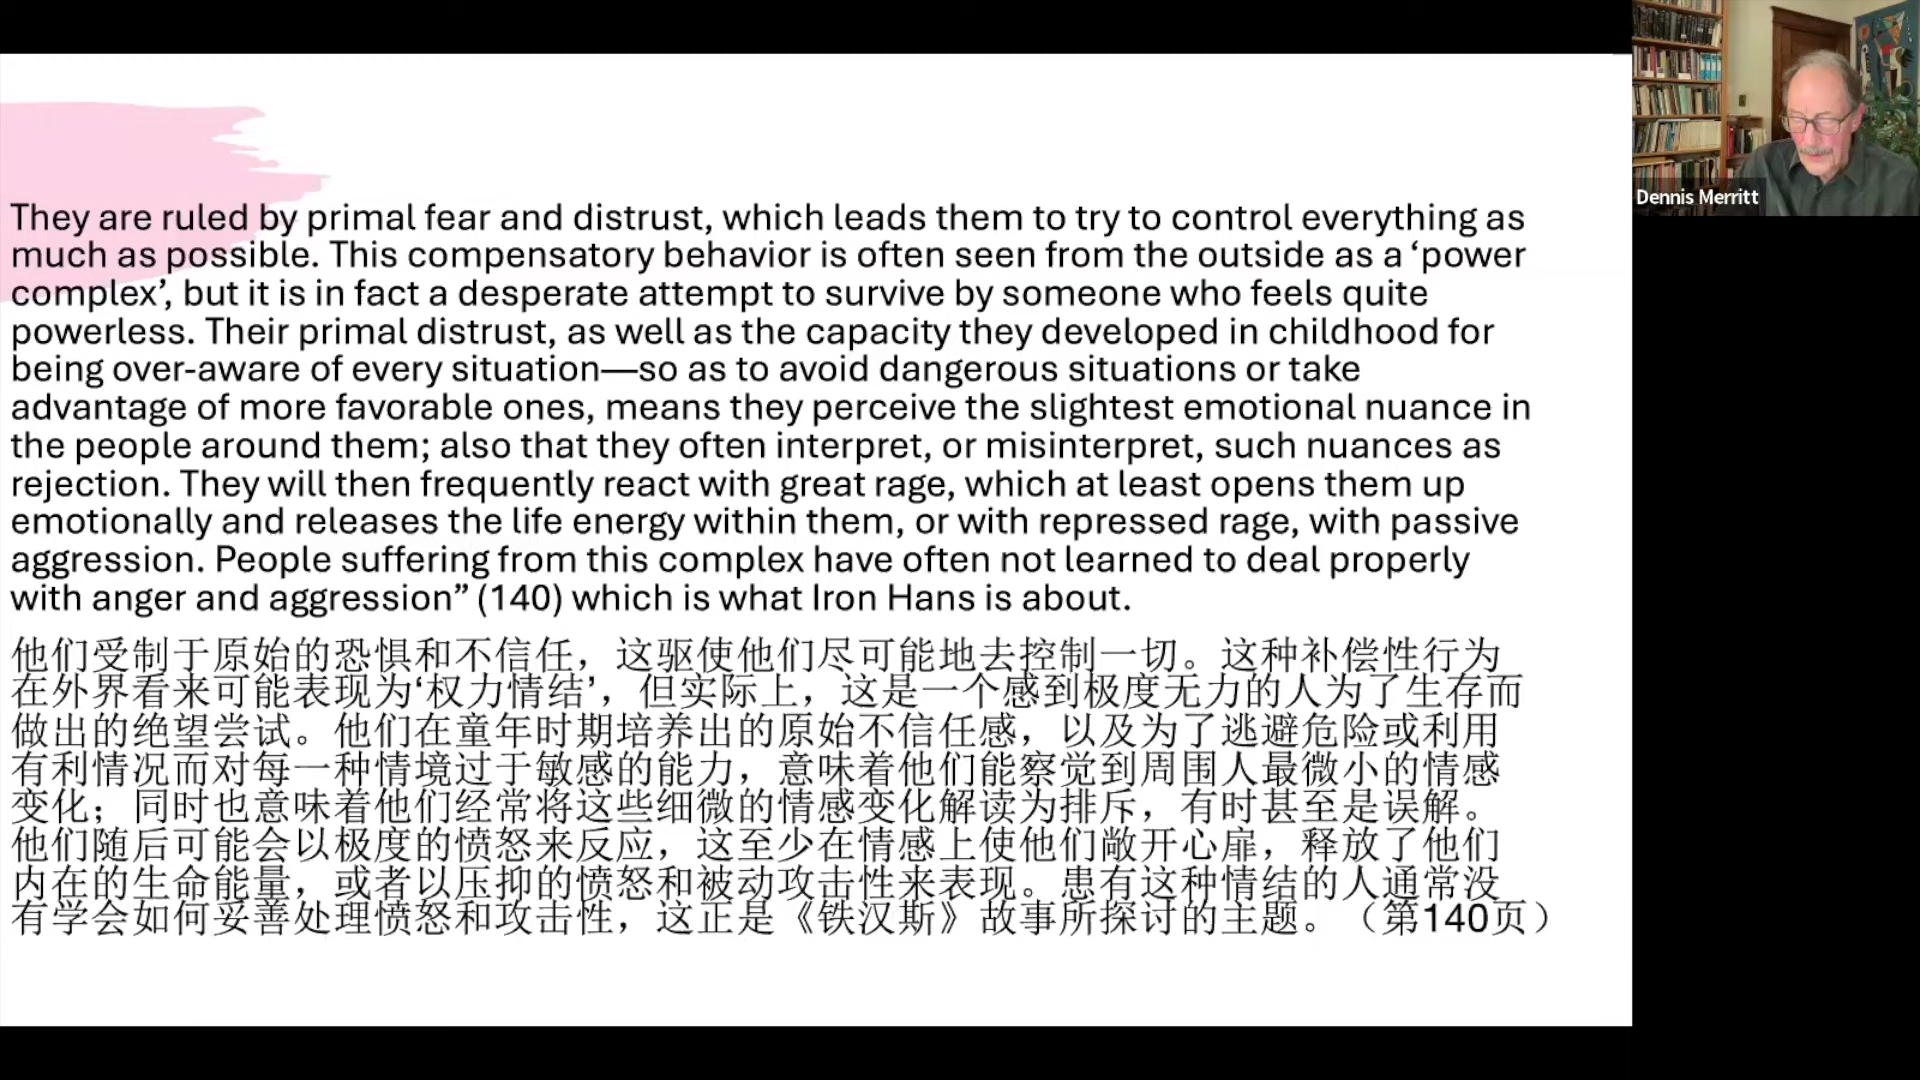 They are ruled by primal fear and distrust, which leads them to try to control everything as
much as possible. This compensatory behavior is often seen from the outside as a ‘power
complex’, but it is in fact a desperate attempt to survive by someone who feels quite
powerless. Their primal distrust, as well as the capacity they developed in childhood for
being over-aware of every situation—so as to avoid dangerous situations or take
advantage of more favorable ones, means they perceive the slightest emotional nuance in
the people around them; also that they often interpret, or misinterpret, such nuances as
rejection. They will then frequently react with great rage, which at least opens them up
emotionally and releases the life energy within them, or with repressed rage, with passive
aggression. People suffering from this complex have often not learned to deal properly
with anger and aggression” (140) which is what Iron Hans is about.
他们受制于原始的恐惧和不信任，这驱使他们尽可能地去控制一切。这种补偿性行为
在外界看来可能表现为‘权力情结’，但实际上，这是一个感到极度无力的人为了生存而
做出的绝望尝试。他们在童年时期培养出的原始不信任感，以及为了逃避危险或利用
有利情况而对每一种情境过于敏感的能力，意味着他们能察觉到周围人最微小的情感
变化；同时也意味着他们经常将这些细微的情感变化解读为排斥，有时甚至是误解。
他们随后可能会以极度的愤怒来反应，这至少在情感上使他们敞开心扉，释放了他们
内在的生命能量，或者以压抑的愤怒和被动攻击性来表现。患有这种情结的人通常没
有学会如何妥善处理愤怒和攻击性，这正是《铁汉斯》故事所探讨的主题。（第140页）
Dennis Merritt